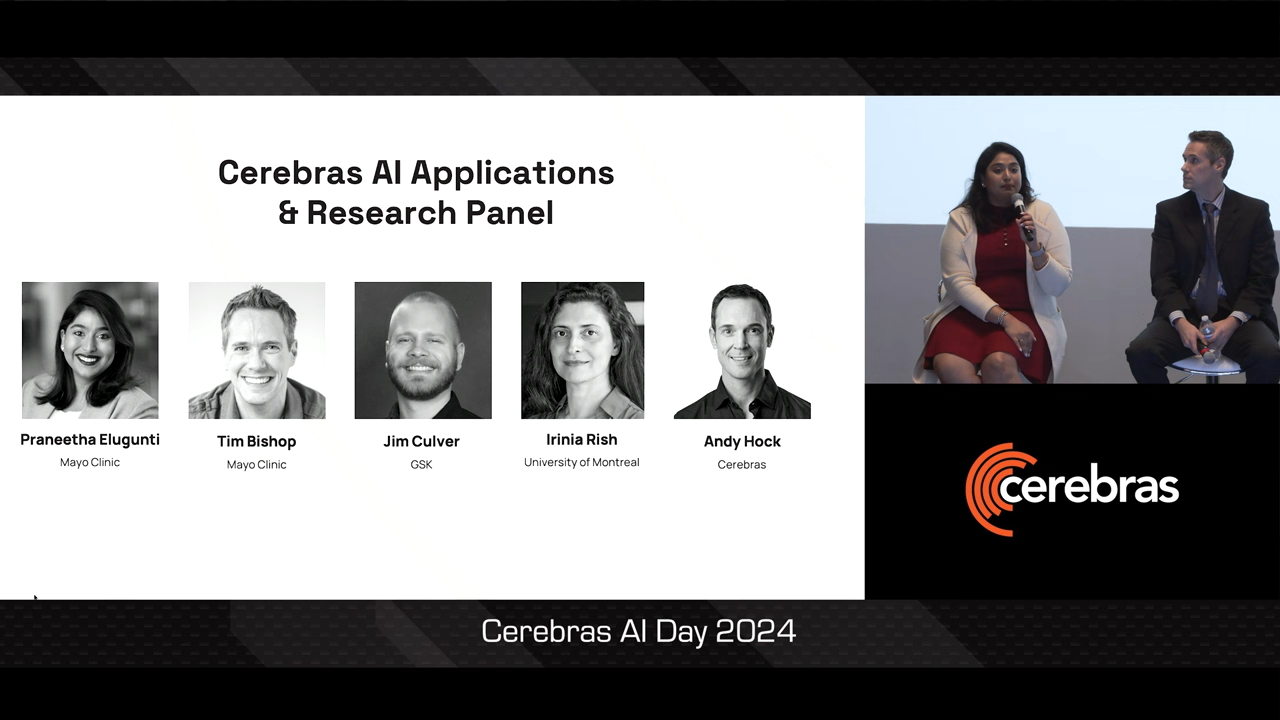 Cerebras AI Applications
& Research Panel
Praneetha Elugunti
Mayo Clinic
Tim Bishop
Mayo Clinic
Jim Culver
GSK
Irinia Rish
University of Montreal
Andy Hock
Cerebras
cerebras
Cerebras AI Day 2024